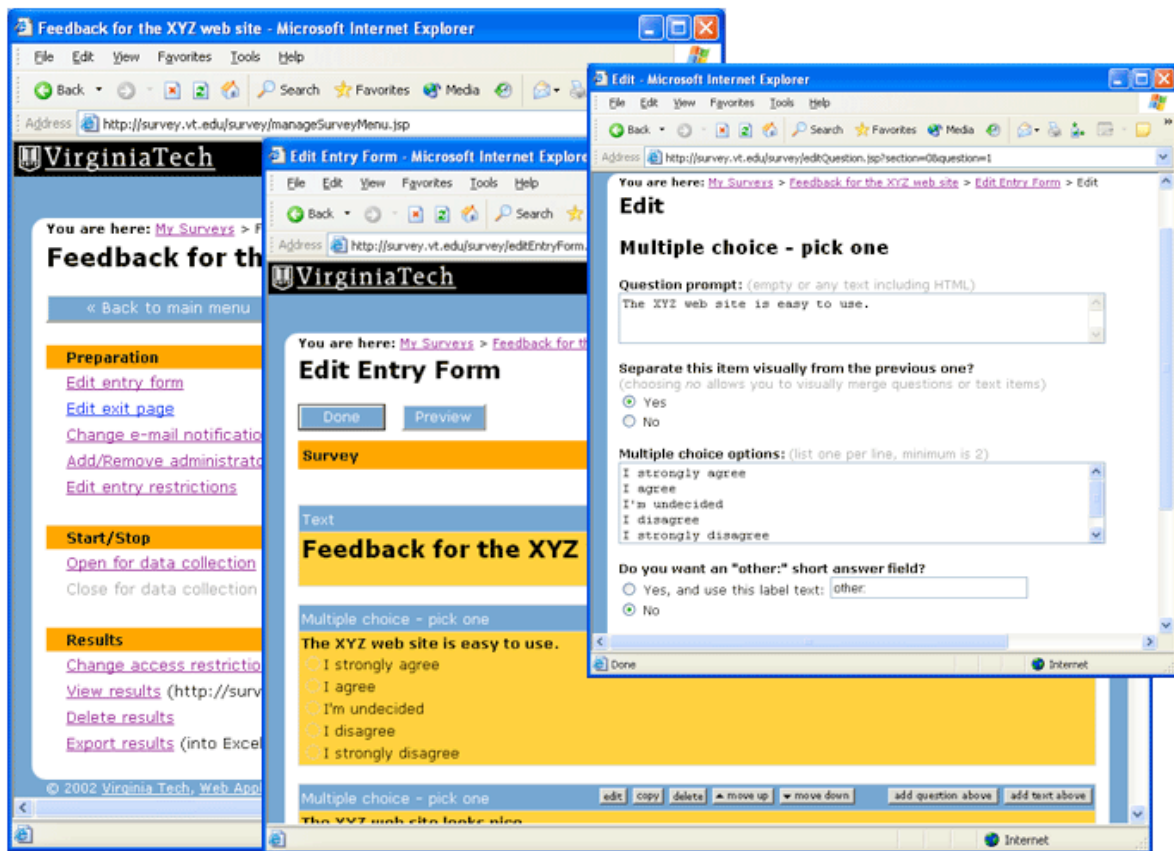 Feedback for the XYZ web site - Microsoft Internet Explorer
File Edit View Favorites Tools Help
Back Search Favorites Media
Address http://survey.vt.edu/survey/manageSurveyMenu.jsp
VirginiaTech
You are here: My Surveys >
Feedback for th
« Back to main menu
Preparation
Edit entry form
Edit exit page
Change e-mail notificatio
Add/Remove administrato
Edit entry restrictions
Start/Stop
Open for data collection
Close for data collection
Results
Change access restrictio
View results (http://surv
Delete results
Export results (into Excel
© 2002 Virginia Tech, Web Appl
Edit Entry Form - Microsoft Internet Explore
File Edit View Favorites Tools Help
Back Search
Address http://survey.vt.edu/survey/editEntryForm.
VirginiaTech
You are here: My Surveys > Feedback for th
Edit Entry Form
Done Preview
Survey
Text
Feedback for the XYZ
Multiple choice - pick one
The XYZ web site is easy to use.
I strongly agree
I agree
I'm undecided
I disagree
I strongly disagree
Multiple choice - pick one edit copy delete move up move down add question above add text above
The XYZ web site looks nice
Internet
Edit - Microsoft Internet Explorer
File Edit View Favorites Tools Help
Back Search Favorites Media »
Address http://survey.vt.edu/survey/editQuestion.jsp?section=0&question=1
You are here: My Surveys > Feedback for the XYZ web site > Edit Entry Form > Edit
Edit
Multiple choice - pick one
Question prompt: (empty or any text including HTML)
The XYZ web site is easy to use.
Separate this item visually from the previous one?
(choosing no allows you to visually merge questions or text items)
Yes
No
Multiple choice options: (list one per line, minimum is 2)
I strongly agree
I agree
I'm undecided
I disagree
I strongly disagree
Do you want an "other:" short answer field?
Yes, and use this label text: other:
No
Done Internet